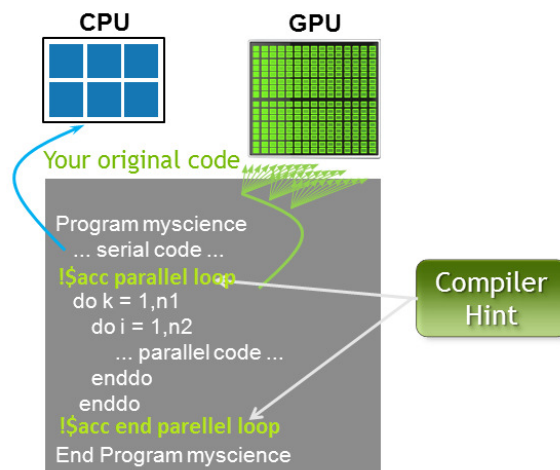 CPU
GPU
Your original code
Program myscience
... serial code ...
!$acc parallel loop
do k = 1,n1
do i = 1,n2
... parallel code ...
enddo
enddo
!$acc end parellel loop
End Program myscience
Compiler
Hint